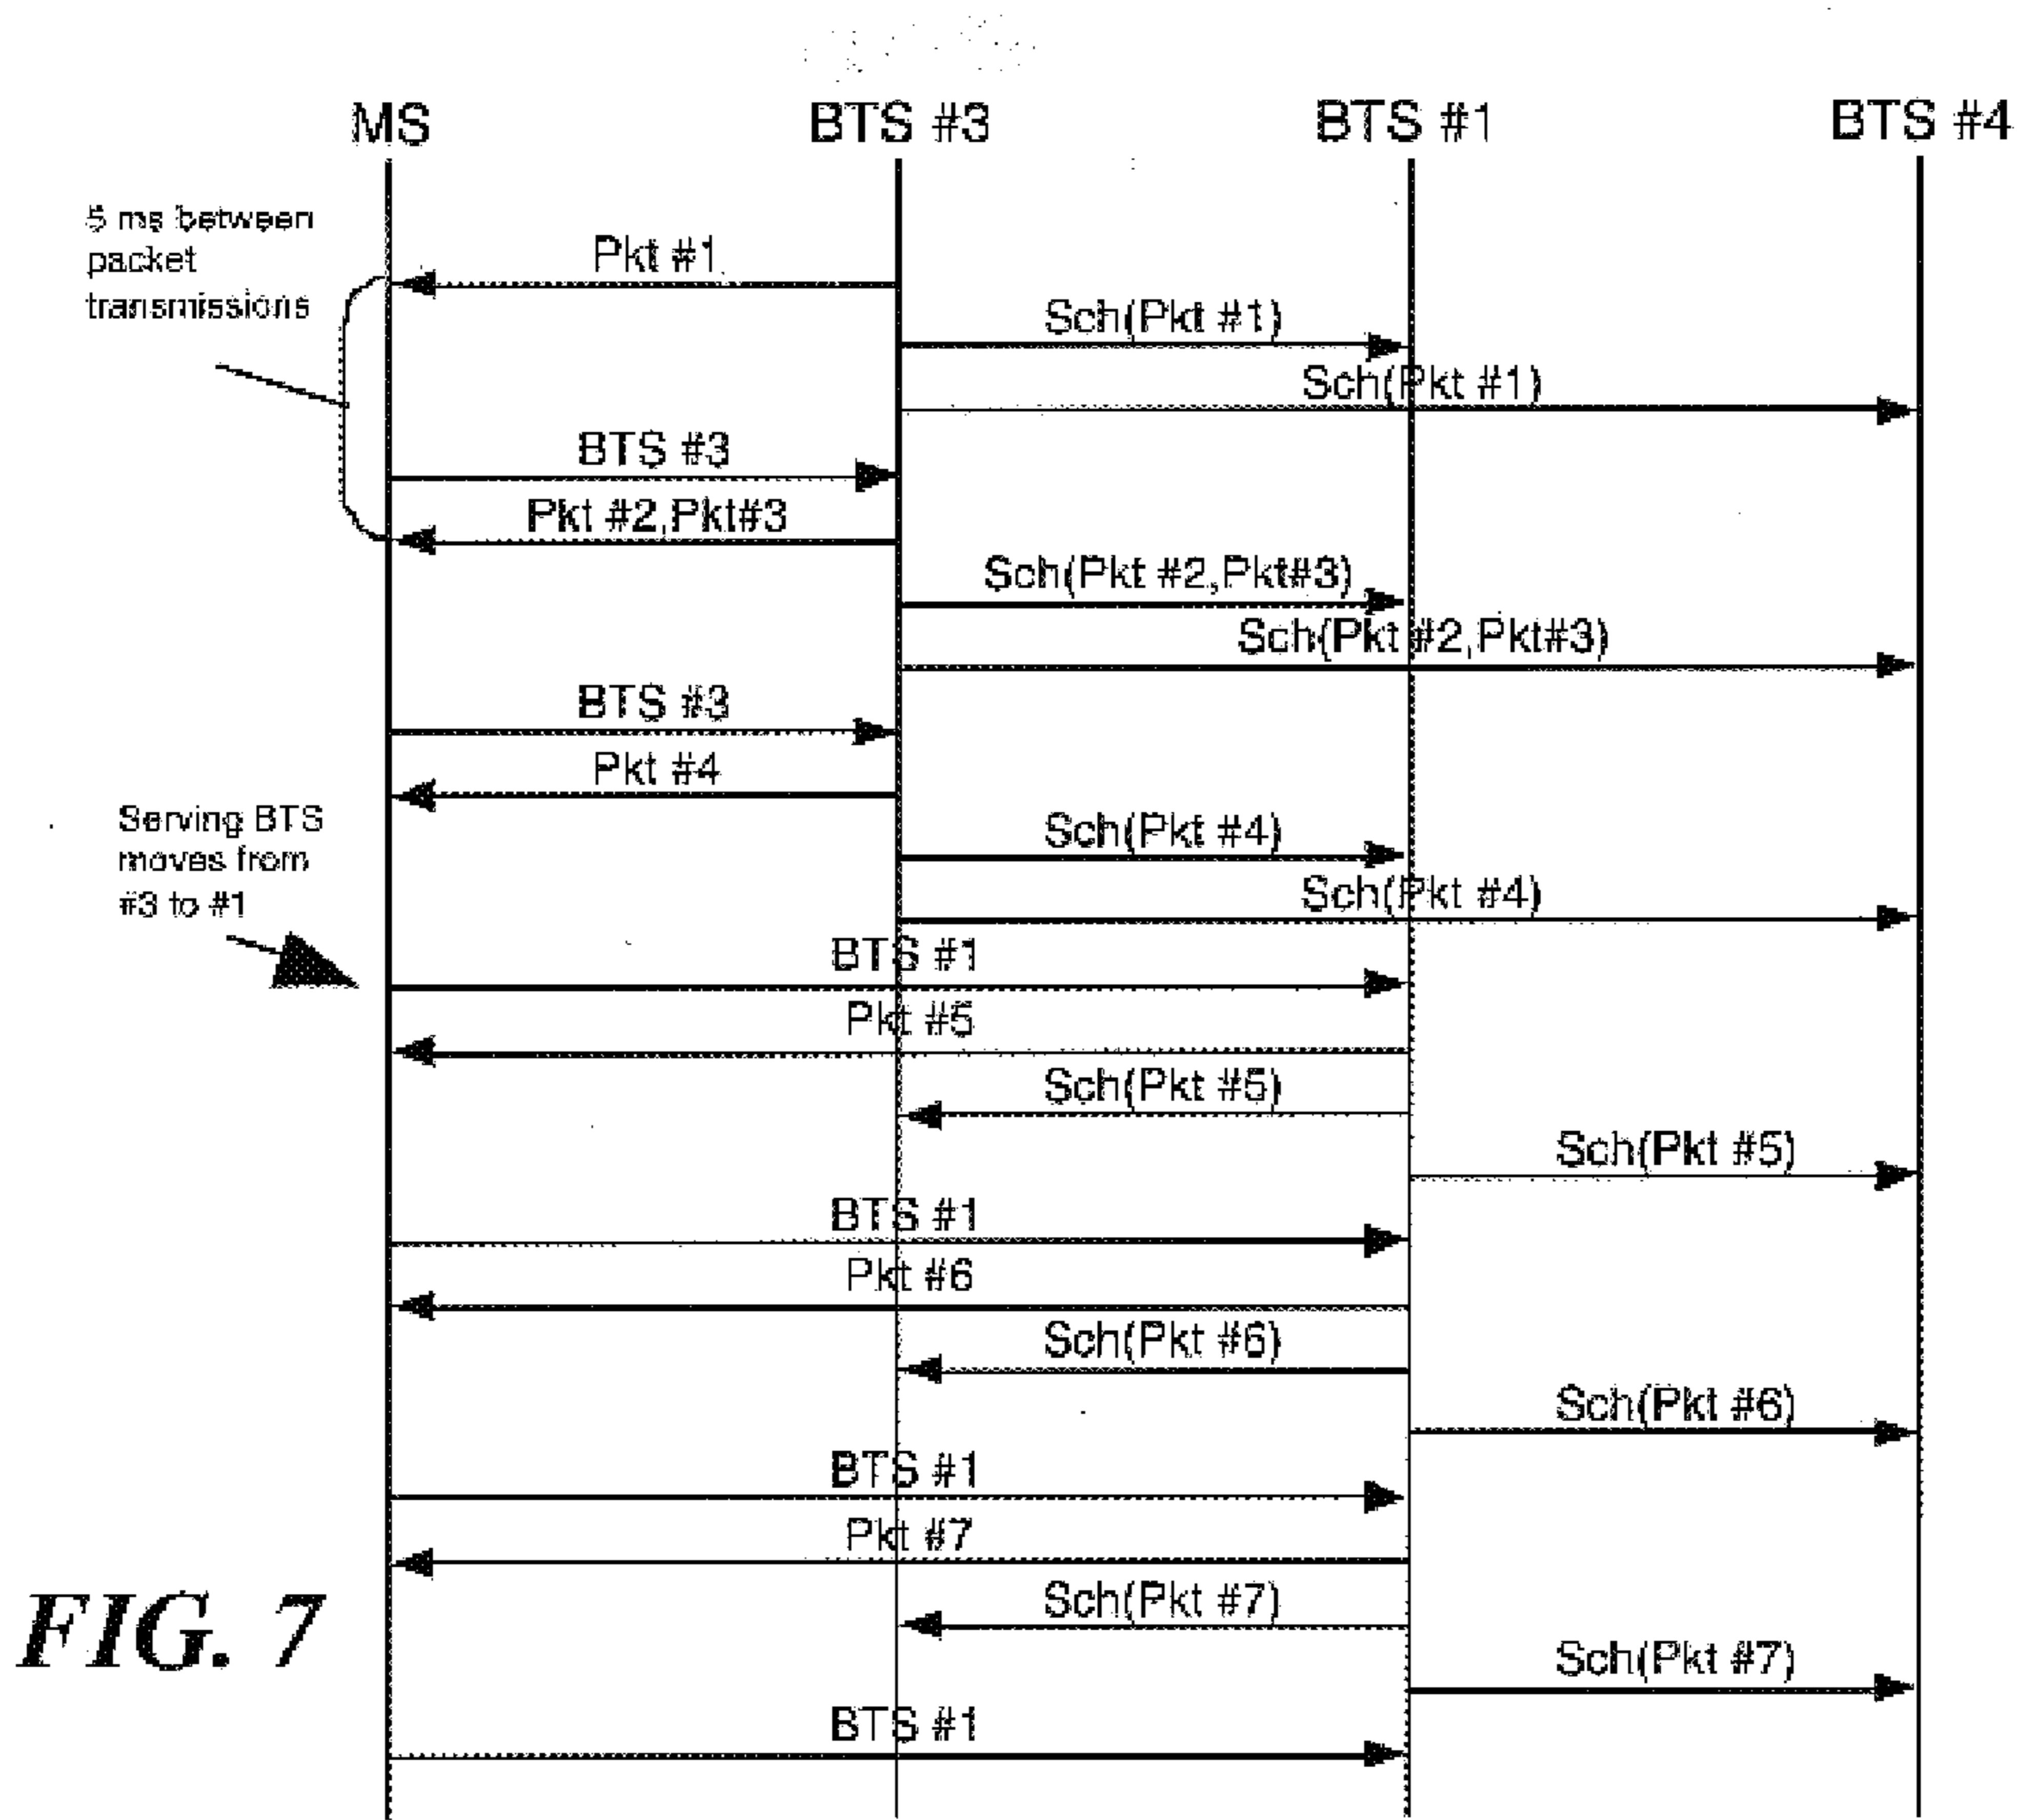 MS BTS #3 BTS #1 BTS #4
5 ms between
packet
transmissions
Pkt #1
Sch(Pkt #1)
Sch(Pkt #1)
BTS #3
Pkt #2,Pkt#3
Sch(Pkt #2,Pkt#3)
Sch(Pkt #2,Pkt#3)
BTS #3
Pkt #4
Serving BTS
moves from
#3 to #1
Sch(Pkt #4)
Sch(Pkt #4)
BTS #1
Pkt #5
Sch(Pkt #5)
Sch(Pkt #5)
BTS #1
Pkt #6
Sch(Pkt #6)
Sch(Pkt #6)
BTS #1
Pkt #7
Sch(Pkt #7)
Sch(Pkt #7)
BTS #1
FIG. 7